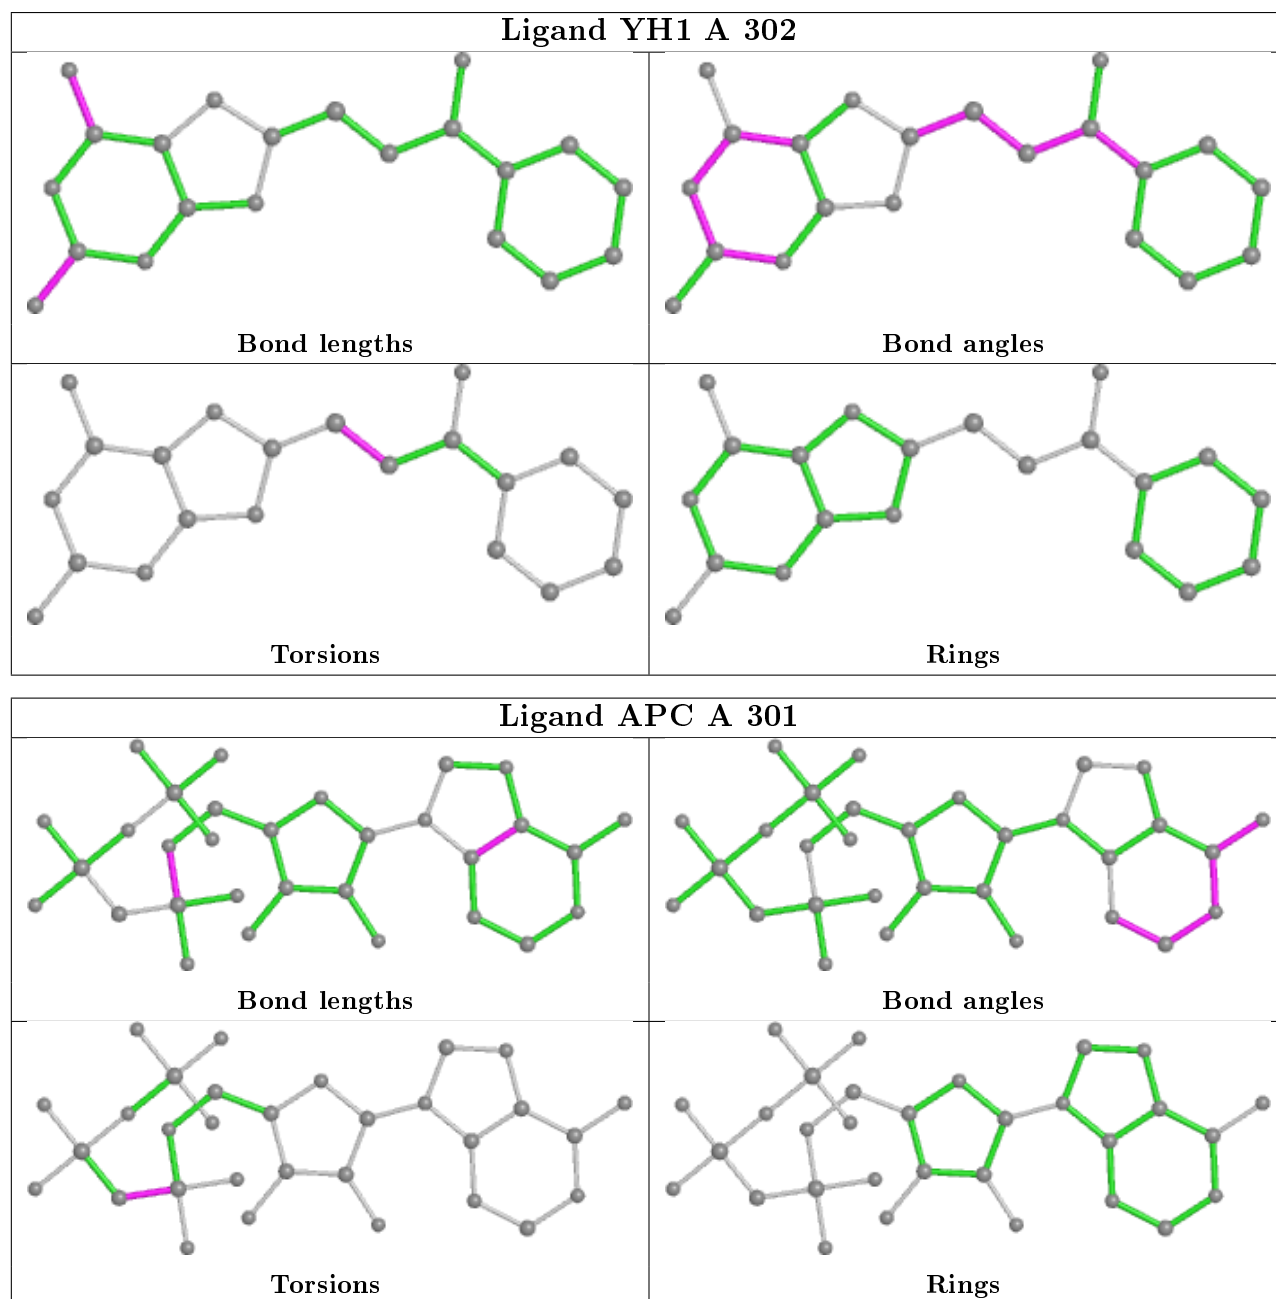 Ligand YH1 A 302
Bond lengths
Bond angles
Torsions
Rings
Ligand APC A 301
Bond lengths
Bond angles
Torsions
Rings